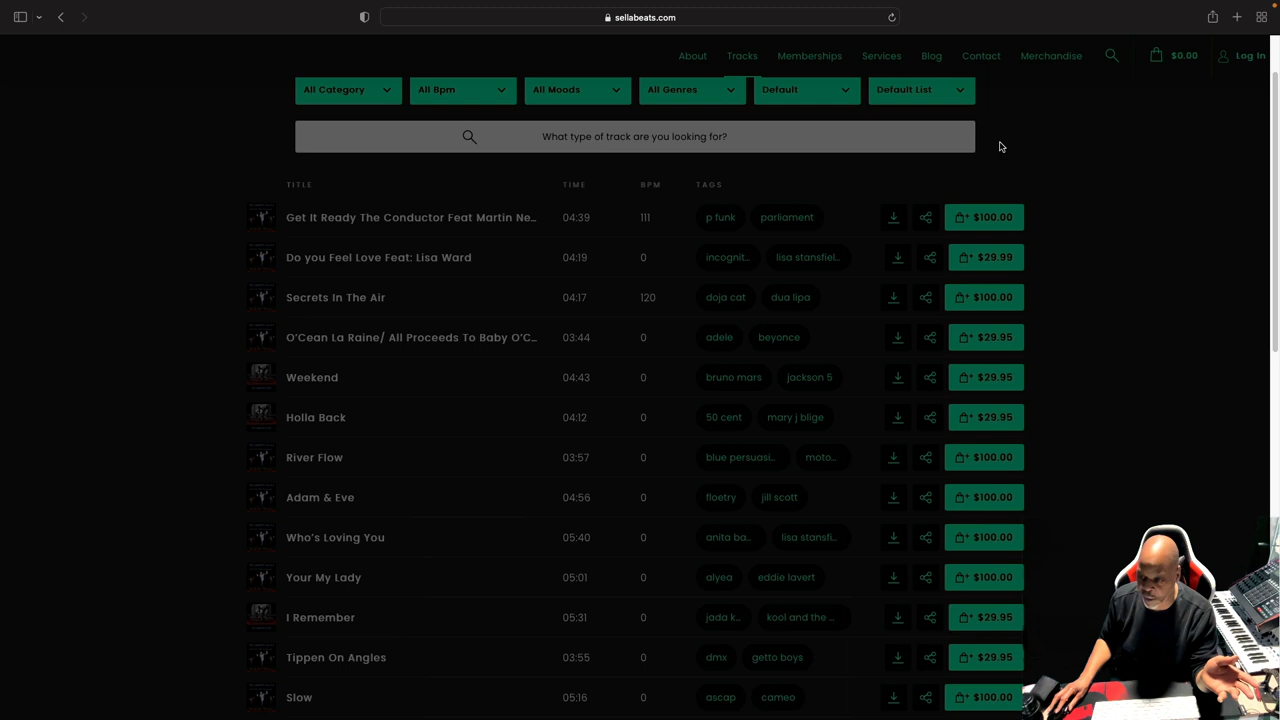 sellabeats.com
About Tracks Memberships Services Blog Contact Merchandise $0.00 Log In
All Category All Bpm All Moods All Genres Default Default List
What type of track are you looking for?
TITLE TIME BPM TAGS
Get It Ready The Conductor Feat Martin Ne... 04:39 111 p funk parliament $100.00
Do you Feel Love Feat: Lisa Ward 04:19 0 incognit... lisa stansfiel... $29.99
Secrets In The Air 04:17 120 doja cat dua lipa $100.00
O'Cean La Raine/ All Proceeds To Baby O'C... 03:44 0 adele beyonce $29.95
Weekend 04:43 0 bruno mars jackson 5 $29.95
Holla Back 04:12 0 50 cent mary j blige $29.95
River Flow 03:57 0 blue persuasi... moto... $100.00
Adam & Eve 04:56 0 floetry jill scott $100.00
Who's Loving You 05:40 0 anita ba... lisa stansfi... $100.00
Your My Lady 05:01 0 alyea eddie lavert $100.00
I Remember 05:31 0 jada k... kool and the ... $29.95
Tippen On Angles 03:55 0 dmx getto boys $29.95
Slow 05:16 0 ascap cameo $100.00